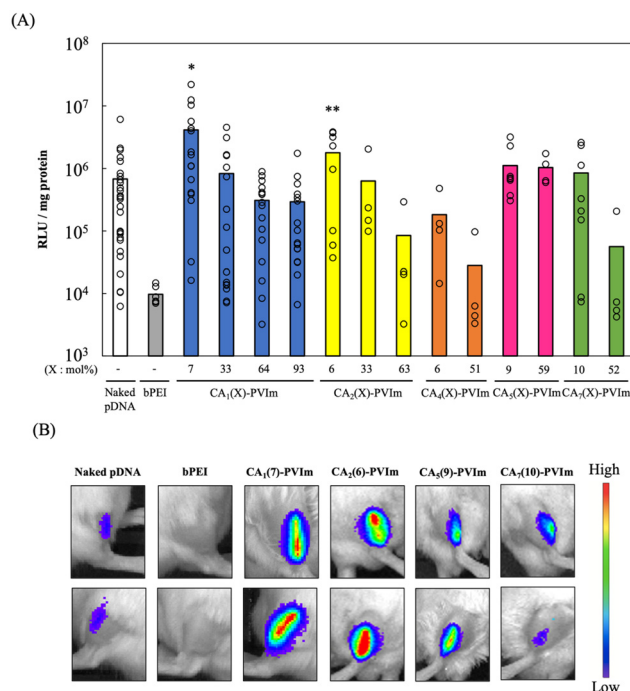 (A)
10⁸
10⁷
10⁶
10⁵
10⁴
10³
RLU / mg protein
*
**
(X : mol%) - - 7 33 64 93 6 33 63 6 51 9 59 10 52
Naked pDNA bPEI CA₁(X)-PVIm CA₂(X)-PVIm CA₄(X)-PVIm CA₅(X)-PVIm CA₇(X)-PVIm
(B)
Naked pDNA bPEI CA₁(7)-PVIm CA₂(6)-PVIm CA₅(9)-PVIm CA₇(10)-PVIm
High
Low